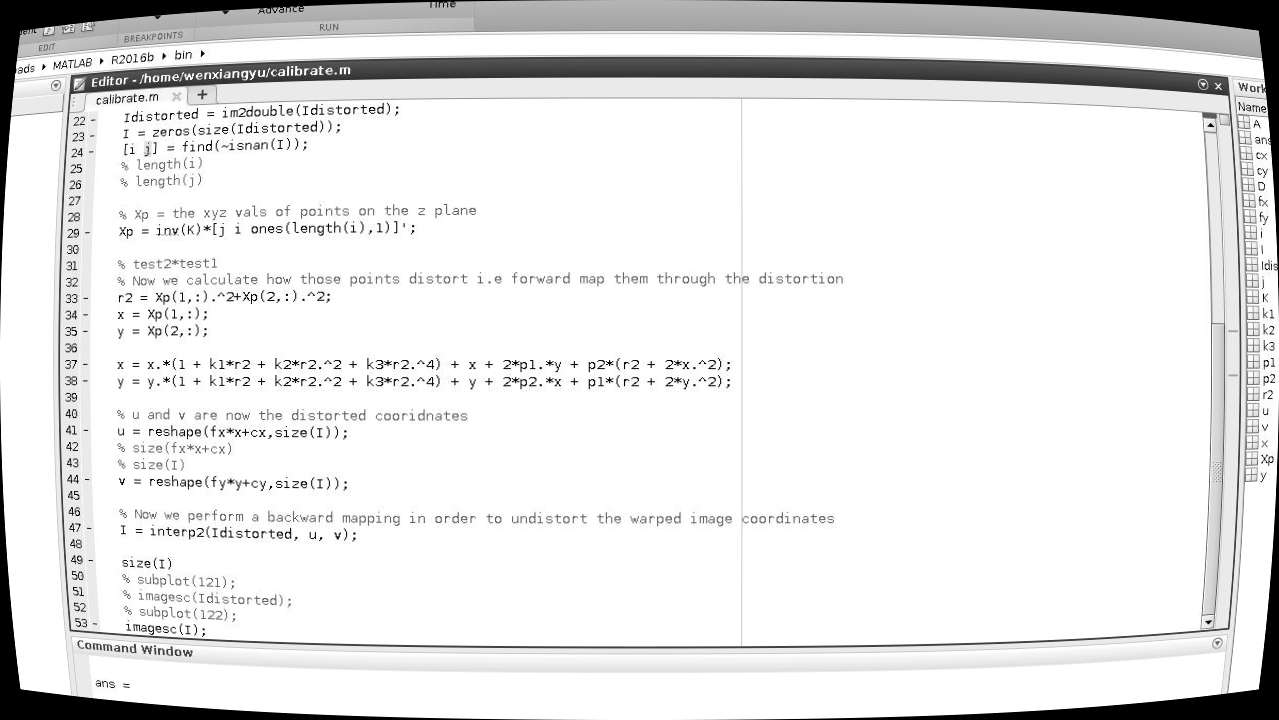 Advance
Time
EDIT
BREAKPOINTS
RUN
MATLAB R2016b bin
Editor - /home/wenxiangyu/calibrate.m
calibrate.m
22 - Idistorted = im2double(Idistorted);
23 - I = zeros(size(Idistorted));
24 - [i j] = find(~isnan(I));
25 % length(i)
26 % length(j)
27
28 % Xp = the xyz vals of points on the z plane
29 - Xp = inv(K)*[j i ones(length(i),1)]';
30
31 % test2*test1
32 % Now we calculate how those points distort i.e forward map them through the distortion
33 - r2 = Xp(1,:).^2+Xp(2,:).^2;
34 - x = Xp(1,:);
35 - y = Xp(2,:);
36
37 - x = x.*(1 + k1*r2 + k2*r2.^2 + k3*r2.^4) + x + 2*p1.*y + p2*(r2 + 2*x.^2);
38 - y = y.*(1 + k1*r2 + k2*r2.^2 + k3*r2.^4) + y + 2*p2.*x + p1*(r2 + 2*y.^2);
39
40 % u and v are now the distorted cooridnates
41 - u = reshape(fx*x+cx,size(I));
42 % size(fx*x+cx)
43 % size(I)
44 - v = reshape(fy*y+cy,size(I));
45
46 % Now we perform a backward mapping in order to undistort the warped image coordinates
47 - I = interp2(Idistorted, u, v);
48
49 - size(I)
50 % subplot(121);
51 % imagesc(Idistorted);
52 % subplot(122);
53 - imagesc(I);
Command Window
ans =
Work
Name
A
ans
cx
cy
D
fx
fy
i
I
Idis
j
K
k1
k2
k3
p1
p2
r2
u
v
x
Xp
y